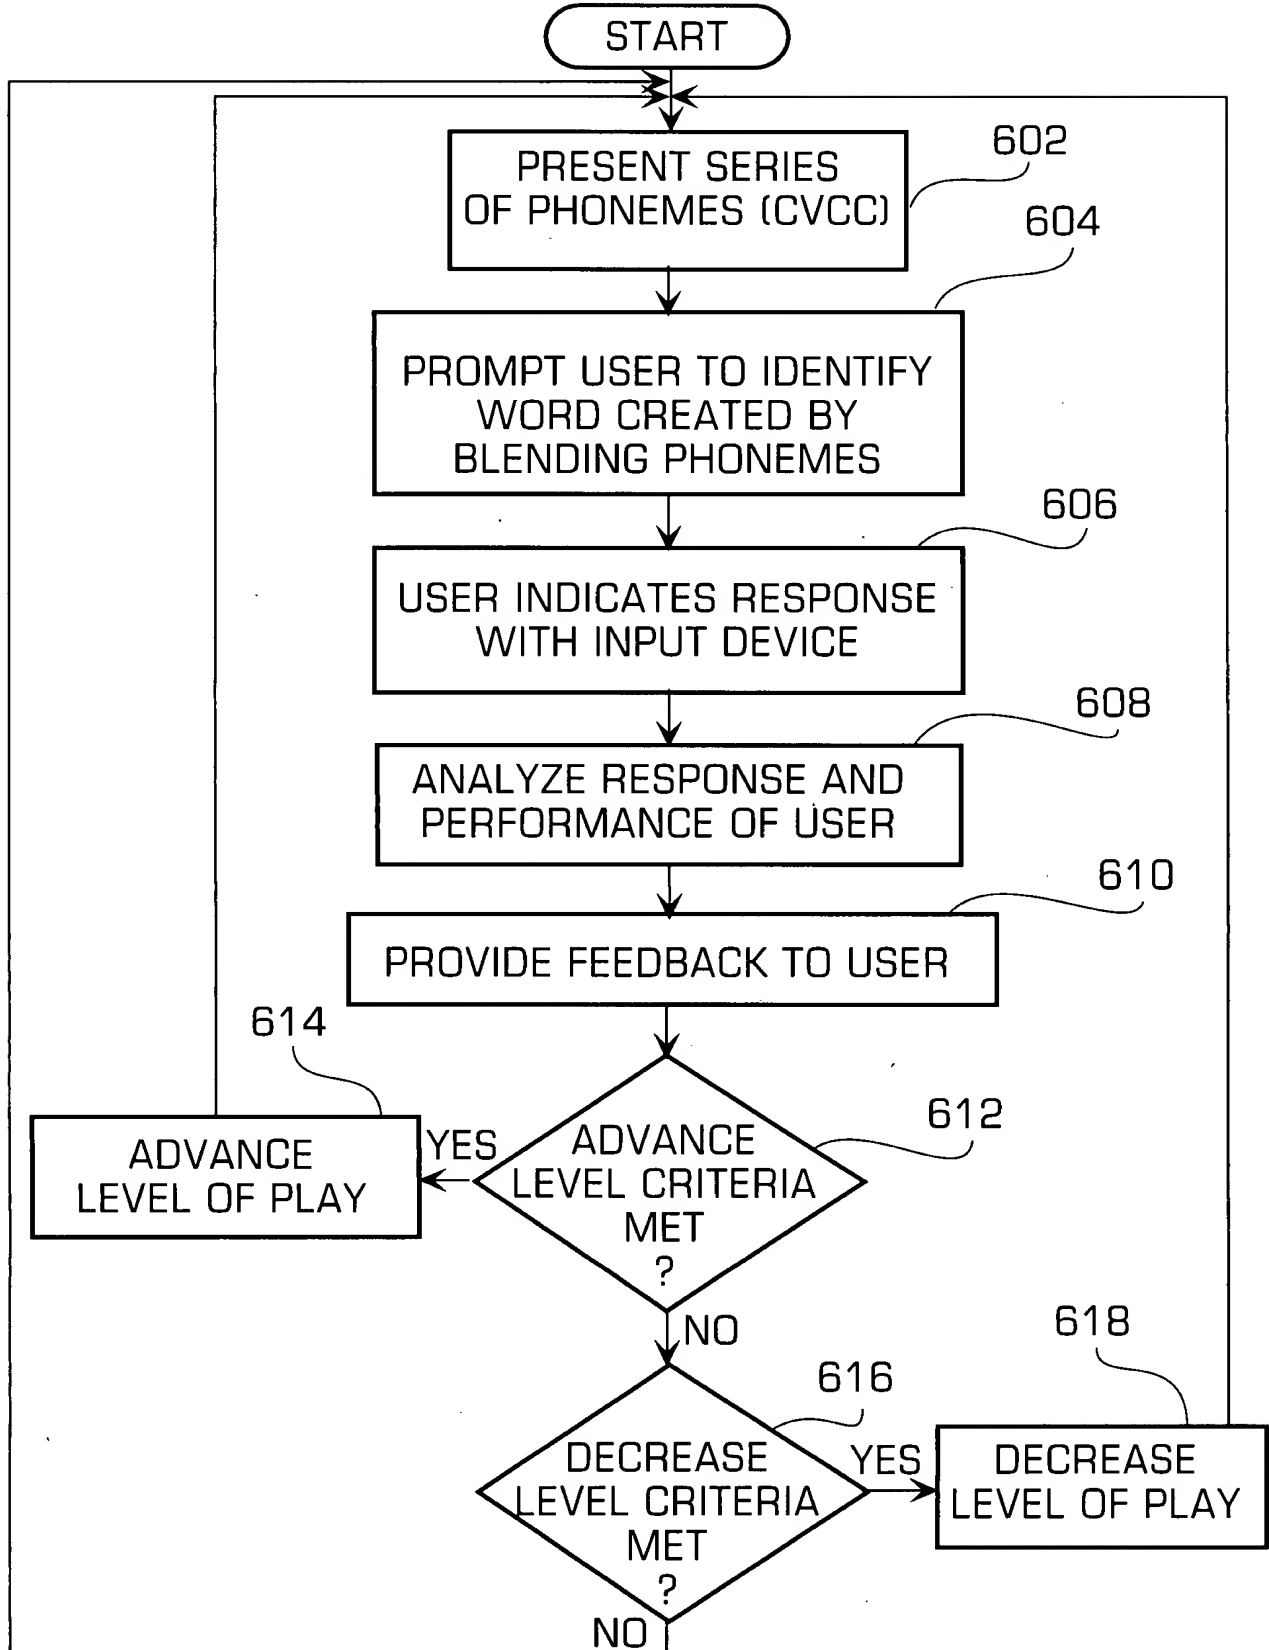 START
602
PRESENT SERIES
OF PHONEMES (CVCC)
604
PROMPT USER TO IDENTIFY
WORD CREATED BY
BLENDING PHONEMES
606
USER INDICATES RESPONSE
WITH INPUT DEVICE
608
ANALYZE RESPONSE AND
PERFORMANCE OF USER
610
PROVIDE FEEDBACK TO USER
614
612
ADVANCE
LEVEL OF PLAY
YES
ADVANCE
LEVEL CRITERIA
MET
?
NO
618
616
DECREASE
LEVEL CRITERIA
MET
?
YES
DECREASE
LEVEL OF PLAY
NO